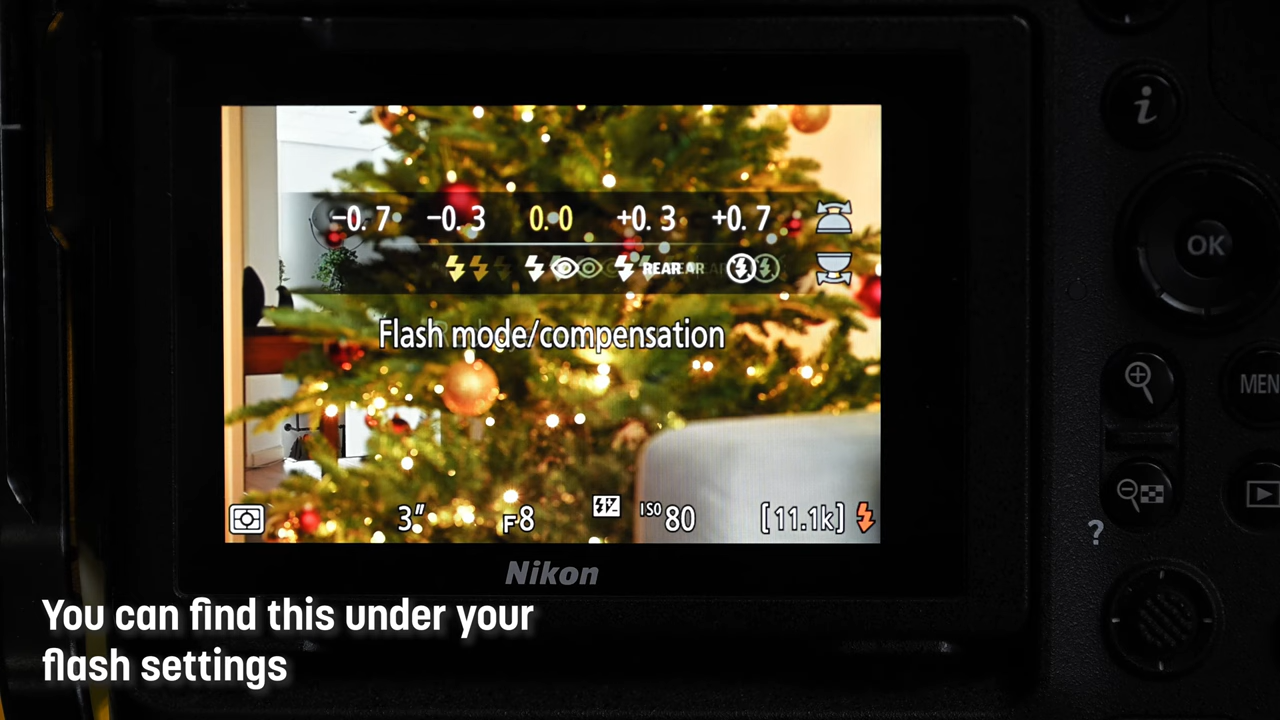 i
−0.7 −0.3 0.0 +0.3 +0.7
REAR
OK
Flash mode/compensation
MEN
3" F8 ISO 80 [11.1k]
?
Nikon
You can find this under your
flash settings